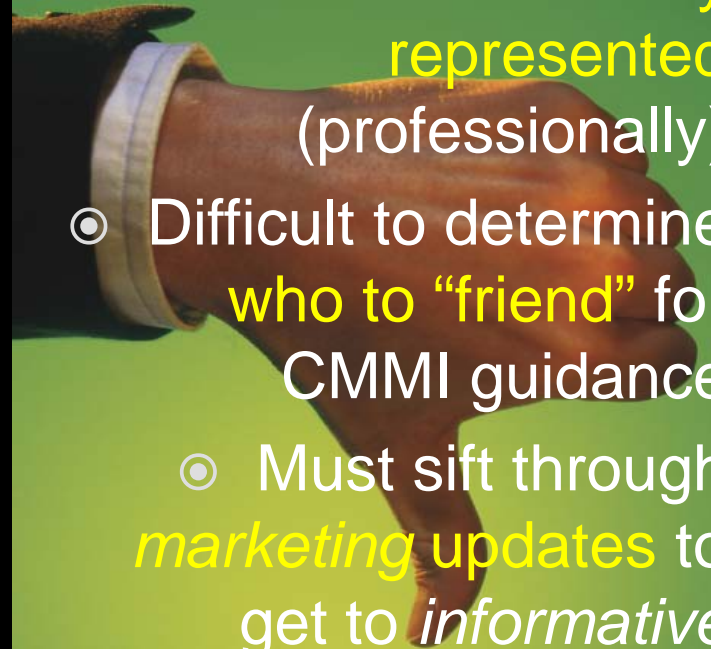 represented
(professionally)
Difficult to determine
who to “friend” for
CMMI guidance
Must sift through
marketing updates to
get to informative